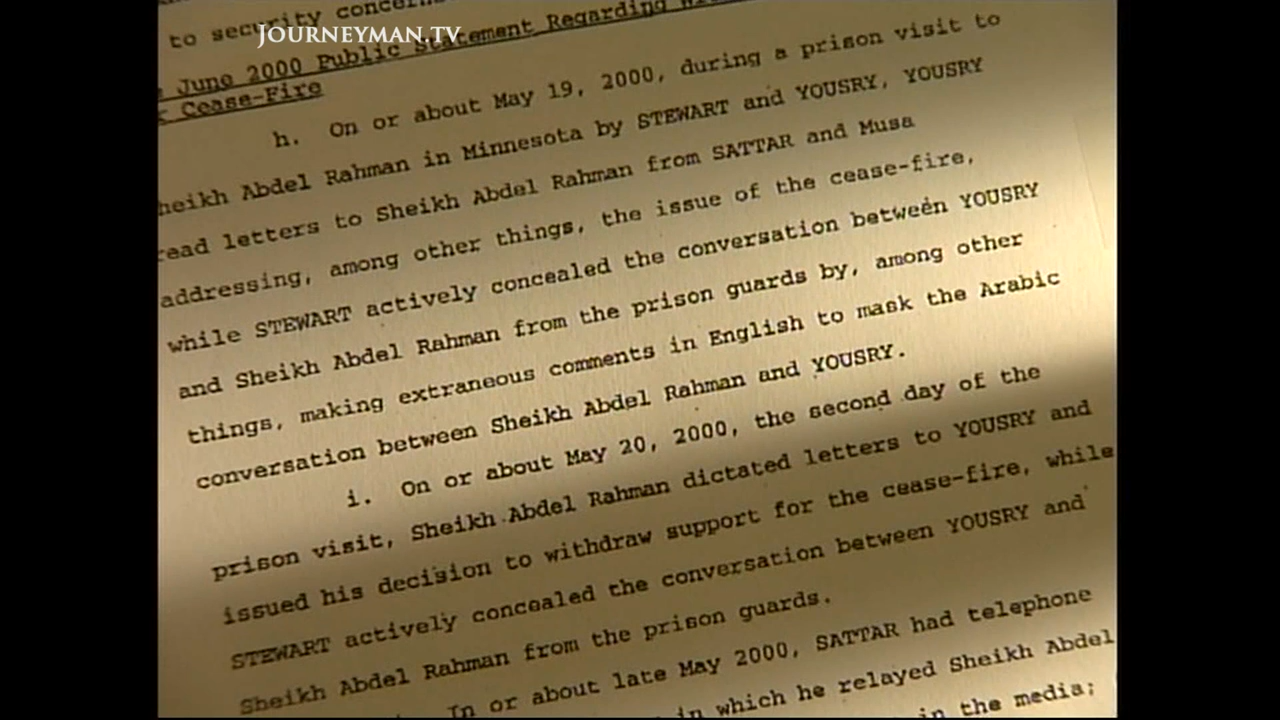 to security
JOURNEYMAN.TV
June 2000 Public Statement Regarding
Cease-Fire
h. On or about May 19, 2000, during a prison visit to
heikh Abdel Rahman in Minnesota by STEWART and YOUSRY, YOUSRY
read letters to Sheikh Abdel Rahman from SATTAR and Musa
addressing, among other things, the issue of the cease-fire,
while STEWART actively concealed the conversation between YOUSRY
and Sheikh Abdel Rahman from the prison guards by, among other
things, making extraneous comments in English to mask the Arabic
conversation between Sheikh Abdel Rahman and YOUSRY.
i. On or about May 20, 2000, the second day of the
prison visit, Sheikh Abdel Rahman dictated letters to YOUSRY and
issued his decision to withdraw support for the cease-fire, while
STEWART actively concealed the conversation between YOUSRY and
Sheikh Abdel Rahman from the prison guards.
In or about late May 2000, SATTAR had telephone
in which he relayed Sheikh Abdel
in the media;